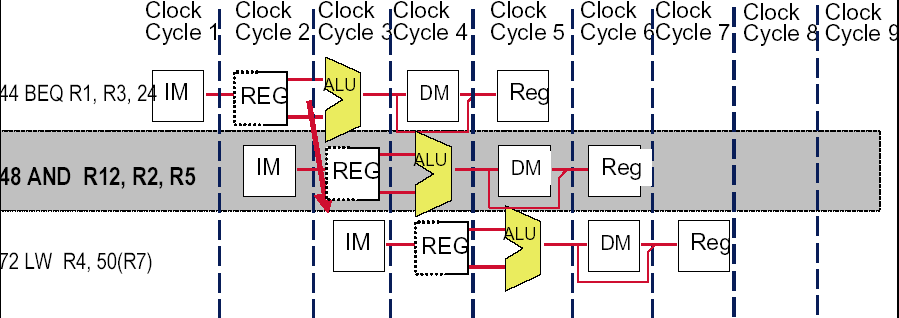 Clock Clock Clock Clock Clock Clock Clock Clock Clock
Cycle 1 Cycle 2 Cycle 3 Cycle 4 Cycle 5 Cycle 6 Cycle 7 Cycle 8 Cycle 9
44 BEQ R1, R3, 24 IM REG ALU DM Reg
48 AND R12, R2, R5 IM REG ALU DM Reg
72 LW R4, 50(R7) IM REG ALU DM Reg